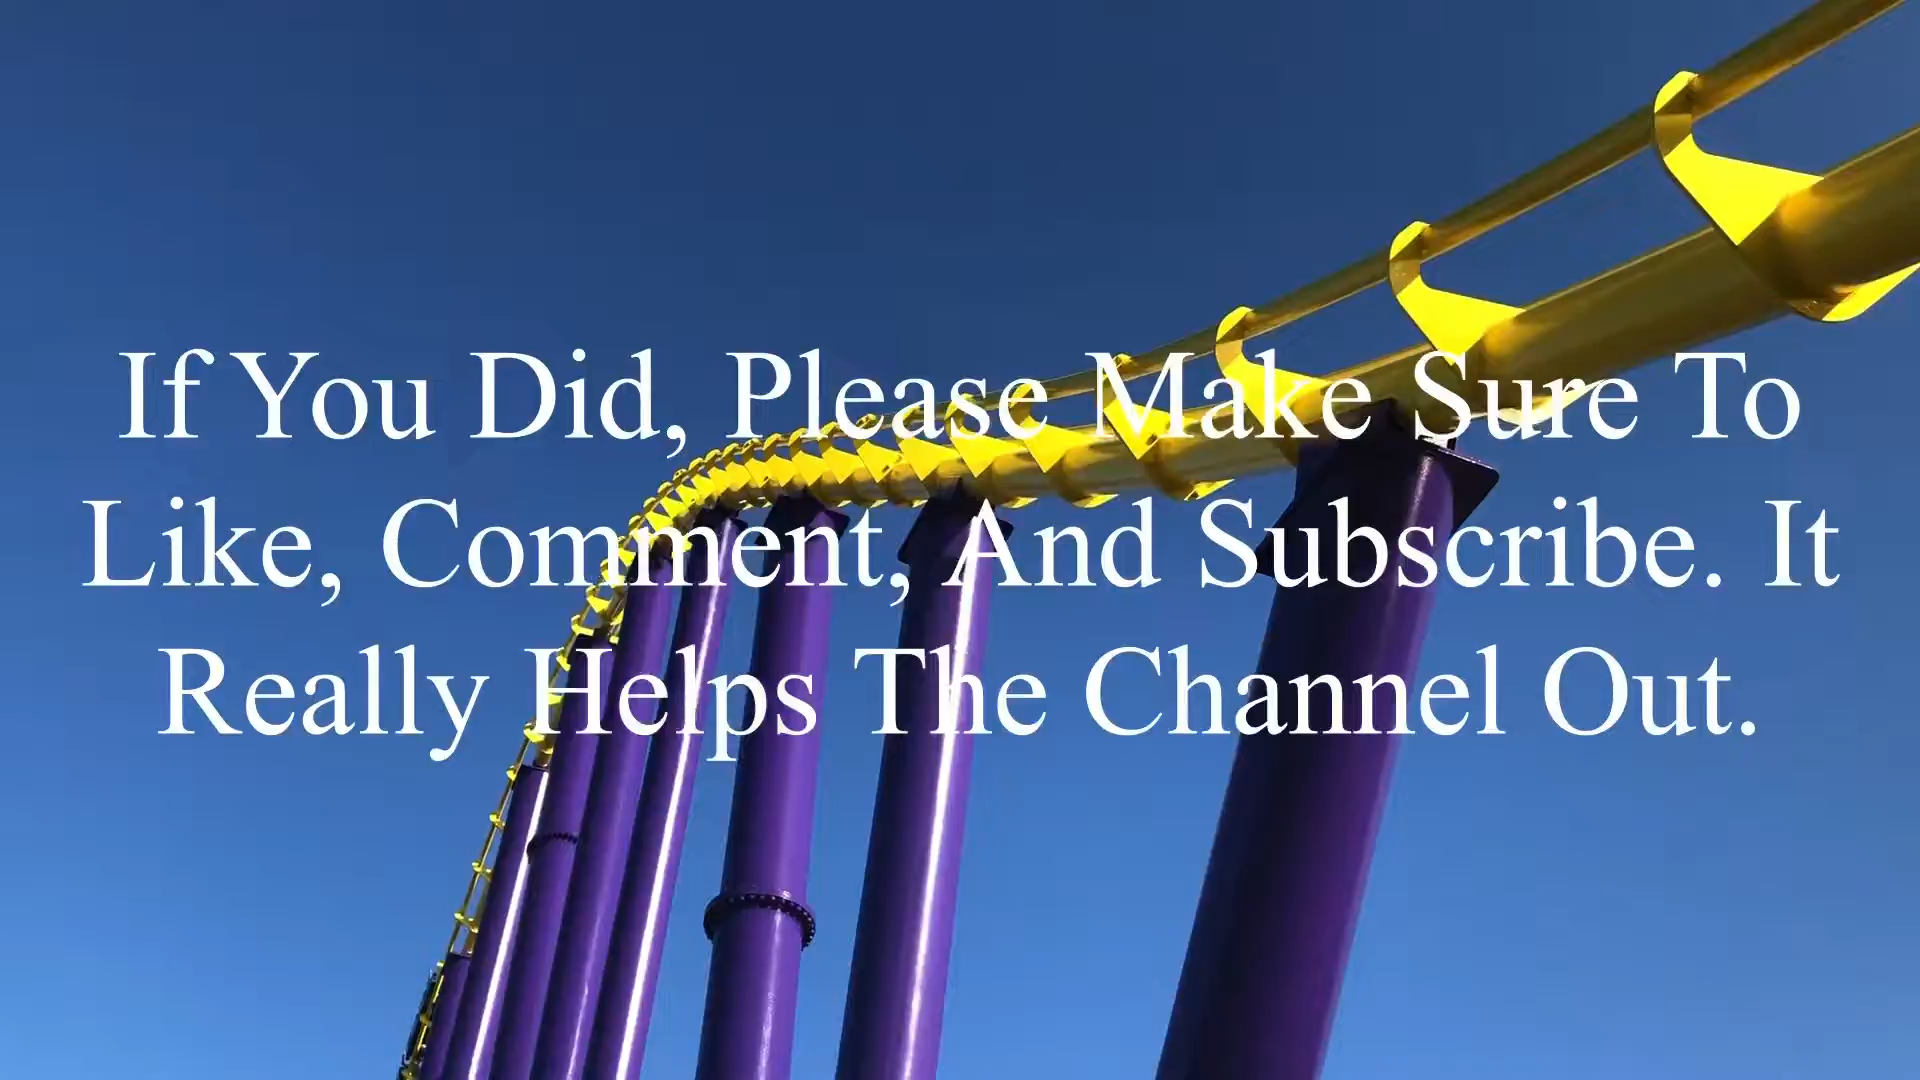 If You Did, Please Make Sure To
Like, Comment, And Subscribe. It
Really Helps The Channel Out.